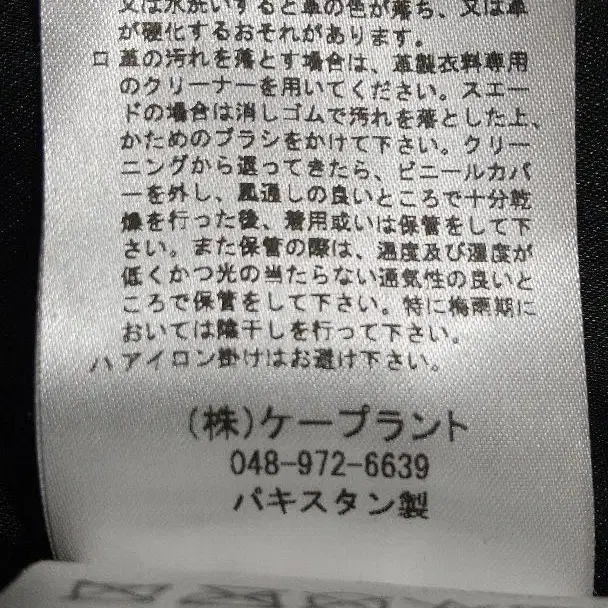 又は水洗いすると革の色が落ち、又は革
が硬化するおそれがあります。
ロ 革の汚れを落とす場合は、革製衣料専用
のクリーナーを用いてください。スエー
ドの場合は消しゴムで汚れを落とした上、
かためのブラシをかけて下さい。クリー
ニングから還ってきたら、ビニールカバ
ーを外し、風通しの良いところで十分乾
燥を行った後、着用或いは保管をして下
さい。また保管の際は、温度及び湿度が
低くかつ光の当たらない通気性の良いと
ころで保管をして下さい。特に梅雨期に
おいては陰干しを行って下さい。
ハ アイロン掛けはお避け下さい。
(株)ケープラント
048-972-6639
パキスタン製